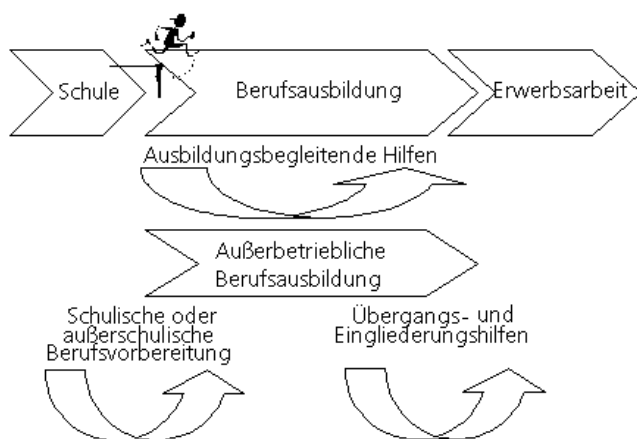 Schule
Berufsausbildung
Erwerbsarbeit
Ausbildungsbegleitende Hilfen
Außerbetriebliche
Berufsausbildung
Schulische oder
außerschulische
Berufsvorbereitung
Übergangs- und
Eingliederungshilfen